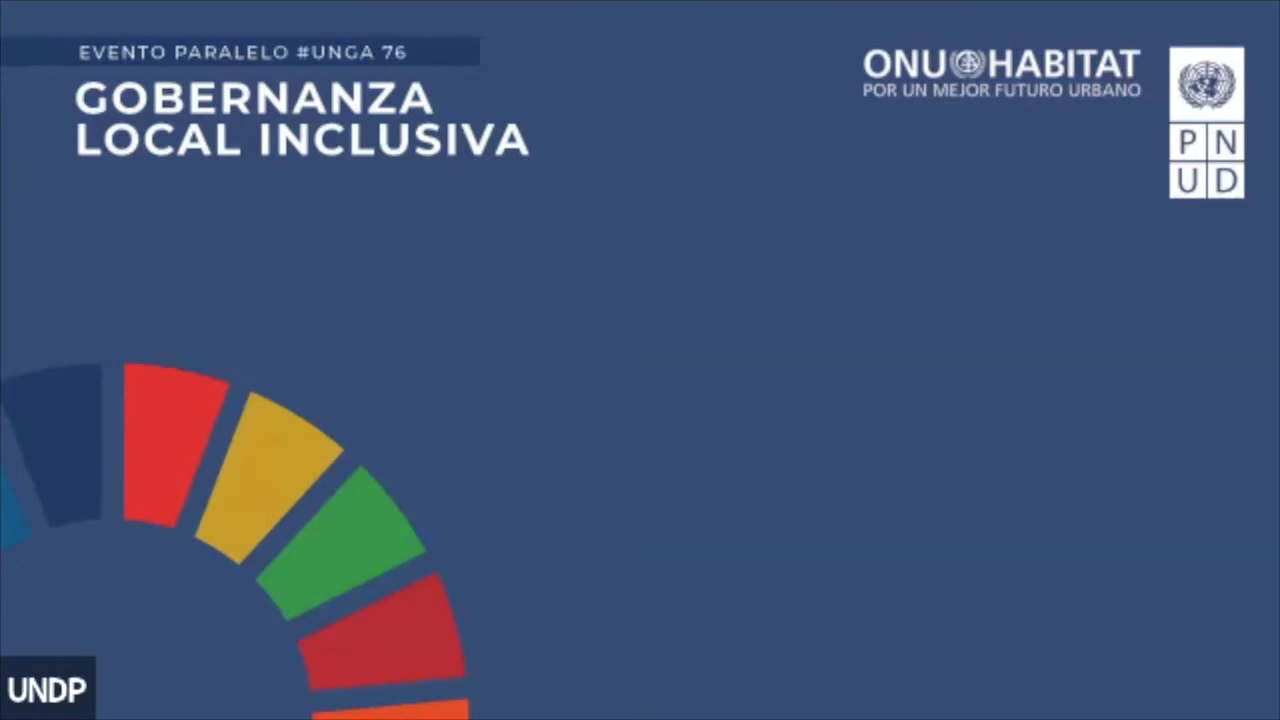 EVENTO PARALELO #UNGA 76
GOBERNANZA
LOCAL INCLUSIVA
ONU HABITAT
POR UN MEJOR FUTURO URBANO
P N
U D
UNDP